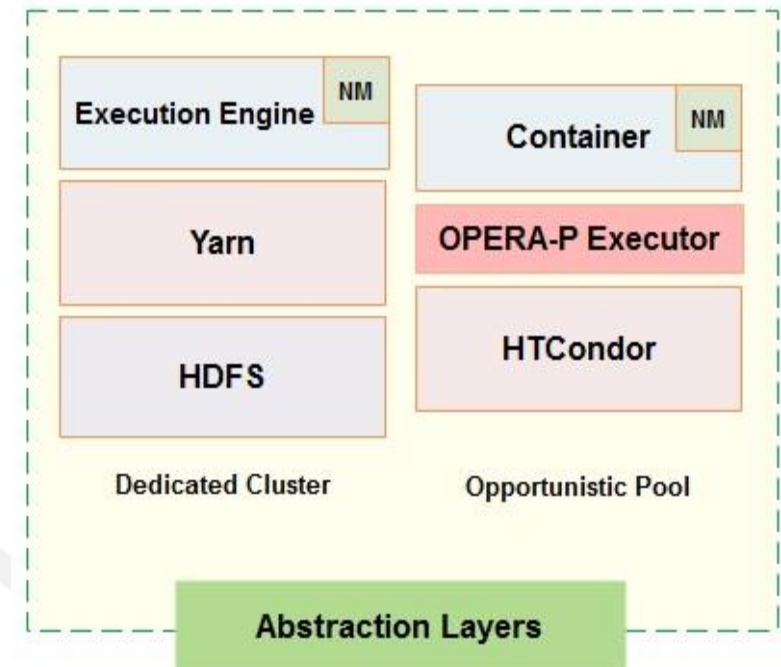 Execution Engine
NM
Yarn
HDFS
Dedicated Cluster
Container
NM
OPERA-P Executor
HTCondor
Opportunistic Pool
Abstraction Layers